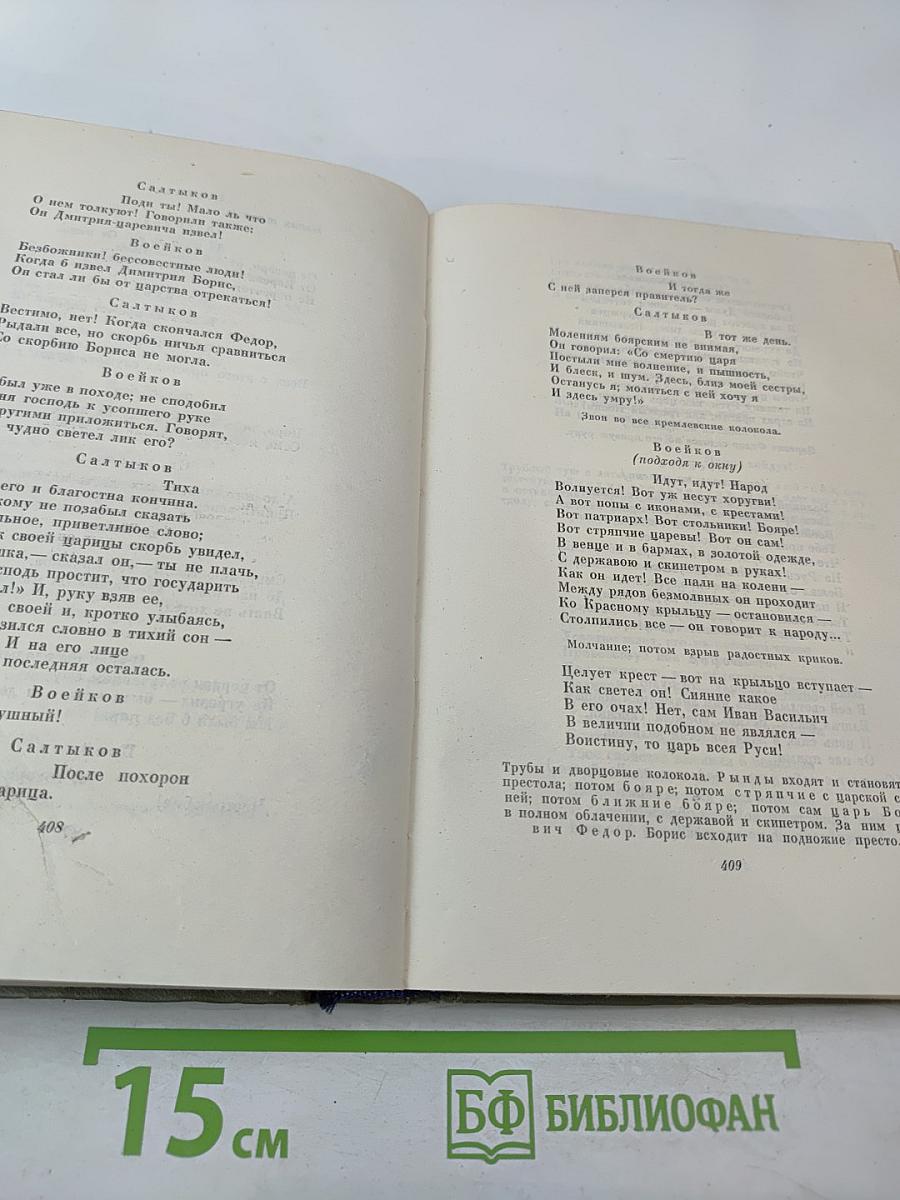 Салтыков
Поди ты! Мало ль что
О нем толкуют! Говорили также:
Он Дмитрия-царевича извел!
Воейков
Безбожники! бессовестные люди!
Когда б извел Димитрия Борис,
Он стал ли бы от царства отрекаться!
Салтыков
Вестимо, нет! Когда скончался Федор,
Рыдали все, но скорбь ничья сравниться
Со скорбию Бориса не могла.
Воейков
был уже в походе; не сподобил
ня господь к усопшего руке
ругими приложиться. Говорят,
чудно светел лик его?
Салтыков
Тиха
его и благостна кончина.
кому не позабыл сказать
льное, приветливое слово;
к своей царицы скорбь увидел,
шка,— сказал он,— ты не плачь,
сподь простит, что государить
л!» И, руку взяв ее,
своей и, кротко улыбаясь,
зился словно в тихий сон —
И на его лице
последняя осталась.
Воейков
ушный!
Салтыков
После похорон
арица.
408
Воейков
И тогда же
С ней заперся правитель?
Салтыков
В тот же день.
Молениям боярским не внимая,
Он говорил: «Со смертию царя
Постыли мне волнение, и пышность,
И блеск, и шум. Здесь, близ моей сестры,
Останусь я; молиться с ней хочу я
И здесь умру!»
Звон во все кремлевские колокола.
Воейков
(подходя к окну)
Идут, идут! Народ
Волнуется! Вот уж несут хоругви!
А вот попы с иконами, с крестами!
Вот патриарх! Вот стольники! Бояре!
Вот стряпчие царевы! Вот он сам!
В венце и в бармах, в золотой одежде,
С державою и скипетром в руках!
Как он идет! Все пали на колени —
Между рядов безмолвных он проходит
Ко Красному крыльцу — остановился —
Столпились все — он говорит к народу...
Молчание; потом взрыв радостных криков.
Целует крест — вот на крыльцо вступает —
Как светел он! Сияние какое
В его очах! Нет, сам Иван Васильич
В величии подобном не являлся —
Воистину, то царь всея Руси!
Трубы и дворцовые колокола. Рынды входят и становят
престола; потом бояре; потом стряпчие с царской с
ней; потом ближние бояре; потом сам царь Бо
в полном облачении, с державой и скипетром. За ним ц
вич Федор. Борис всходит на подножие престо
409
15 см
БФ БИБЛИОФАН